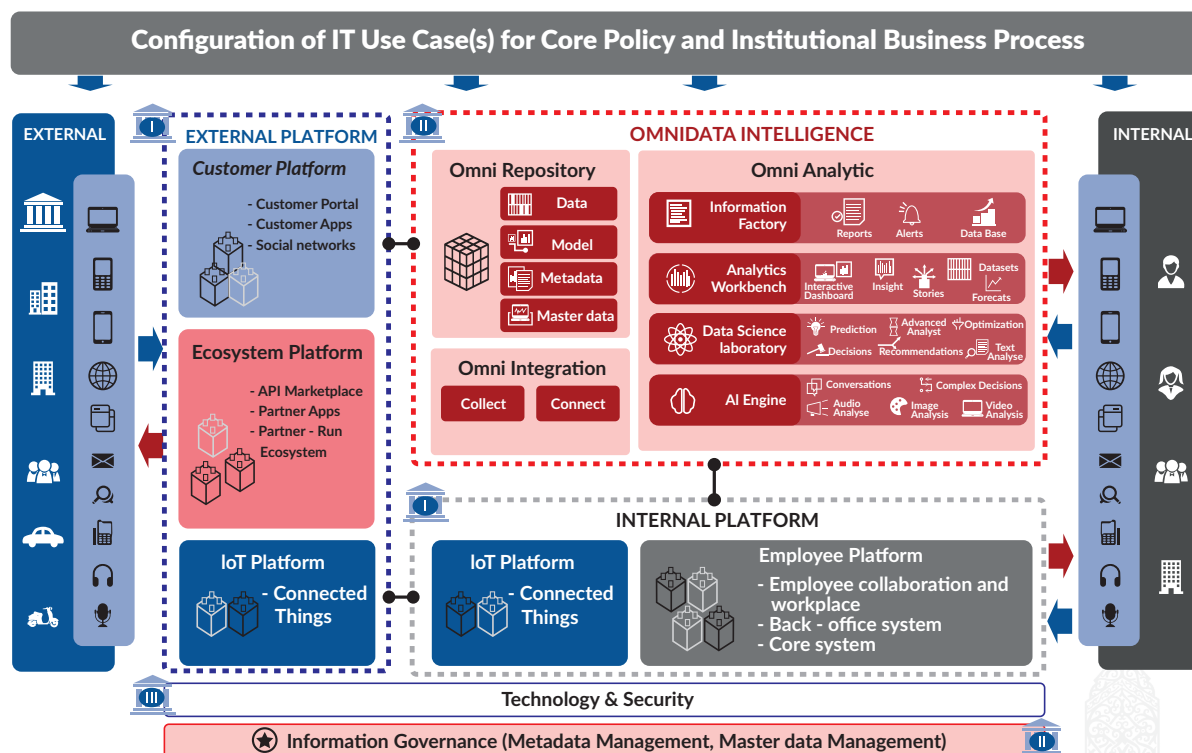 Configuration of IT Use Case(s) for Core Policy and Institutional Business Process
EXTERNAL
I
EXTERNAL PLATFORM
Customer Platform
- Customer Portal
- Customer Apps
- Social networks
Ecosystem Platform
- API Marketplace
- Partner Apps
- Partner - Run
Ecosystem
IoT Platform
- Connected
Things
II
OMNIDATA INTELLIGENCE
Omni Repository
Data
Model
Metadata
Master data
Omni Integration
Collect
Connect
Omni Analytic
Information
Factory
Reports
Alerts
Data Base
Analytics
Workbench
Interactive
Dashboard
Insight
Stories
Datasets
Forecats
Data Science
laboratory
Prediction
Advanced
Analyst
Optimization
Decisions
Recommendations
Text
Analyse
AI Engine
Conversations
Complex Decisions
Audio
Analyse
Image
Analysis
Video
Analysis
I
INTERNAL PLATFORM
IoT Platform
- Connected
Things
Employee Platform
- Employee collaboration and
workplace
- Back - office system
- Core system
INTERNAL
III
Technology & Security
Information Governance (Metadata Management, Master data Management)
II